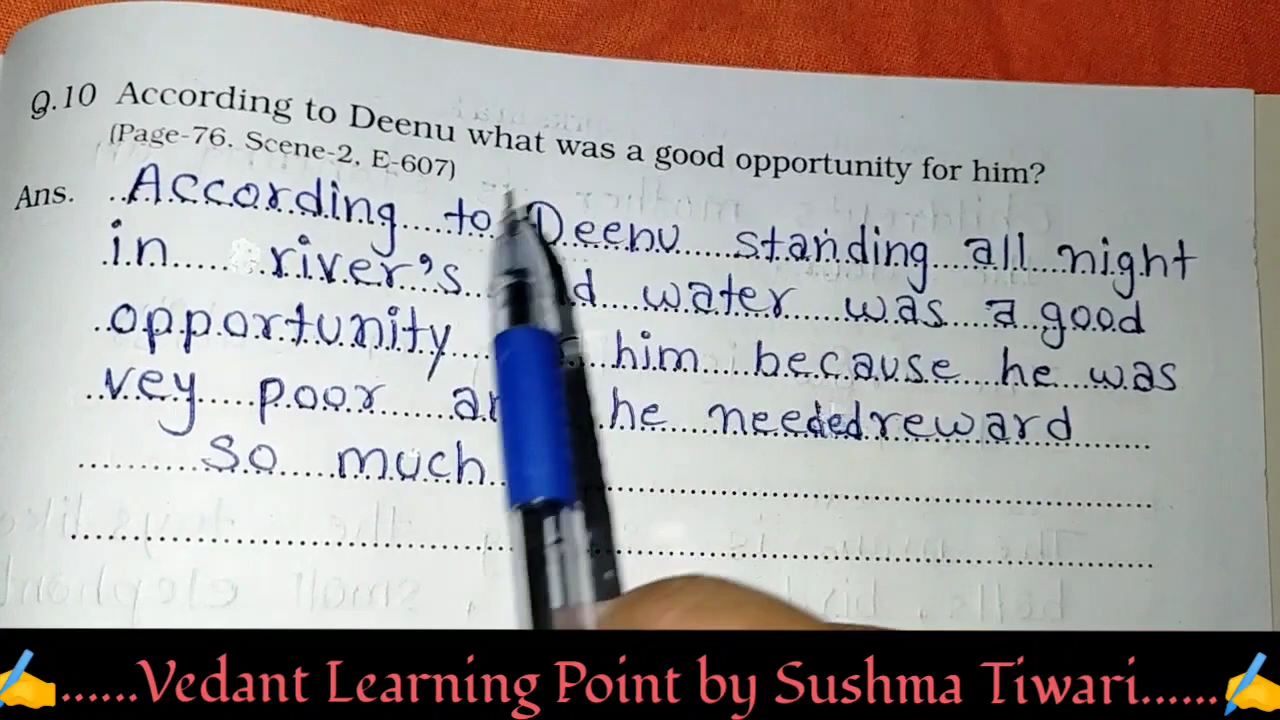 Q.10 According to Deenu what was a good opportunity for him?
(Page-76. Scene-2, E-607)
Ans. According to Deenu standing all night
in river's water was a good
opportunity him because he was
vey poor he needed reward
so much
✍......Vedant Learning Point by Sushma Tiwari......✍